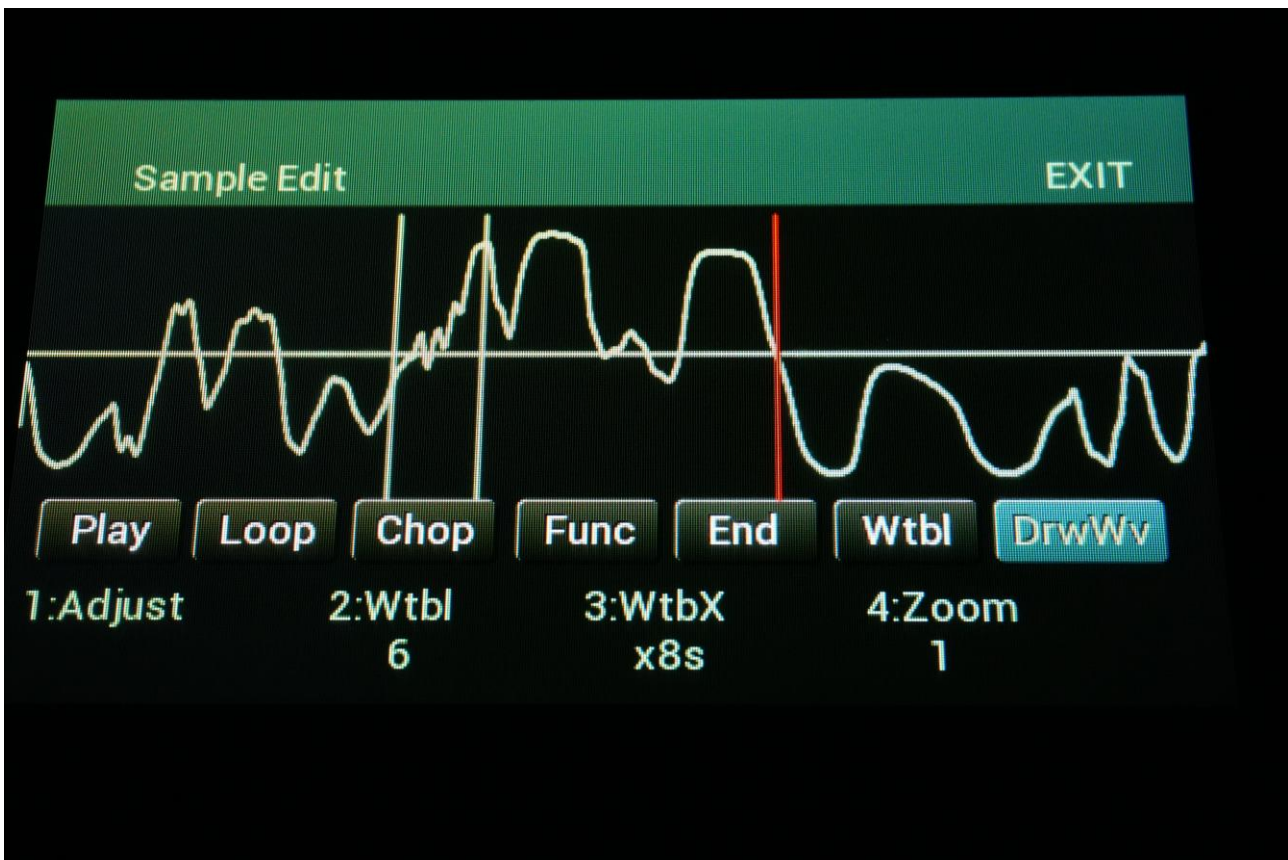 Sample Edit EXIT
Play Loop Chop Func End Wtbl DrwWv
1:Adjust 2:Wtbl 3:WtbX 4:Zoom
6 x8s 1